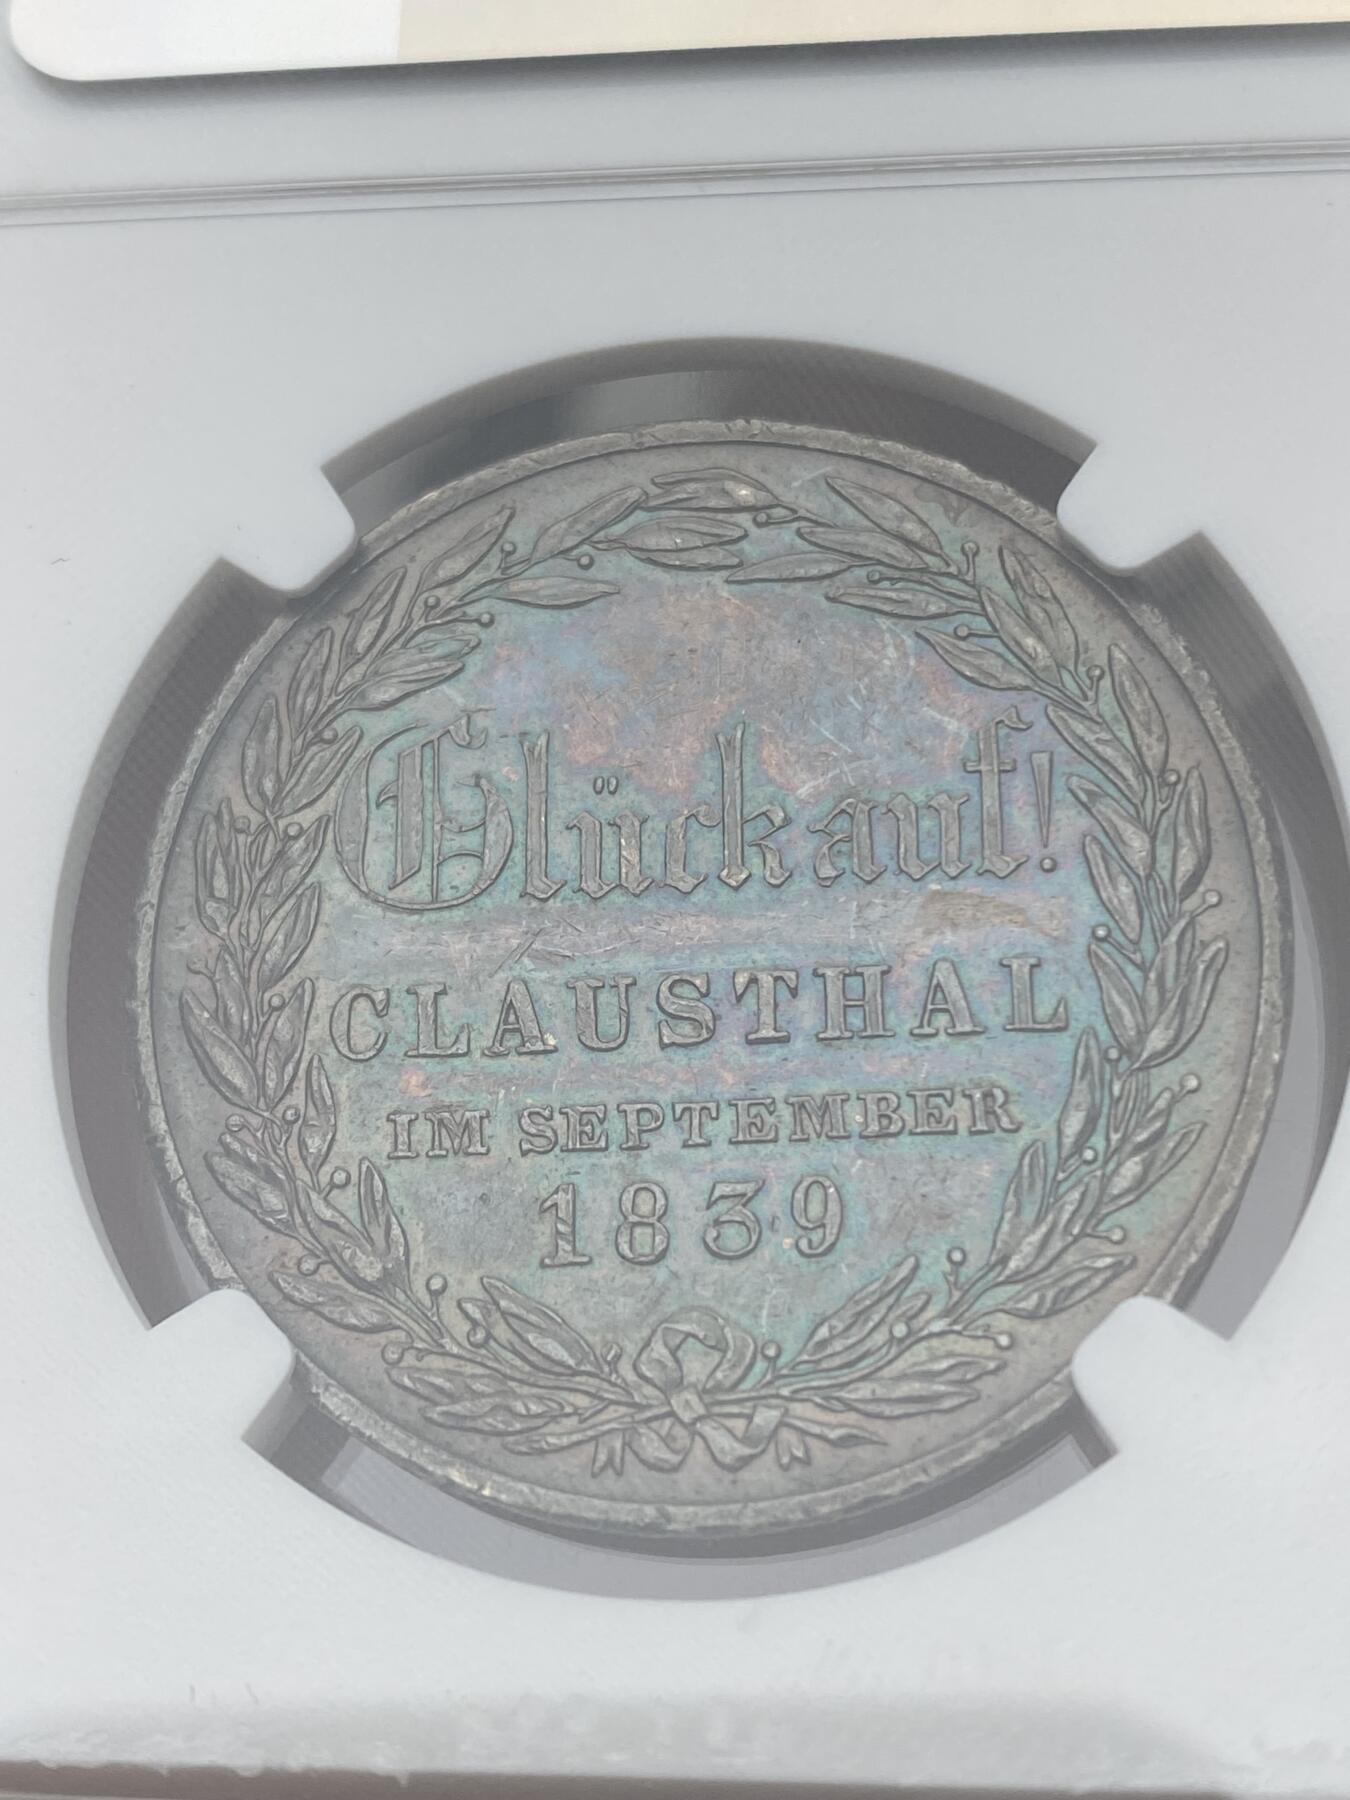 Glückauf!
CLAUSTHAL
IM SEPTEMBER
1839